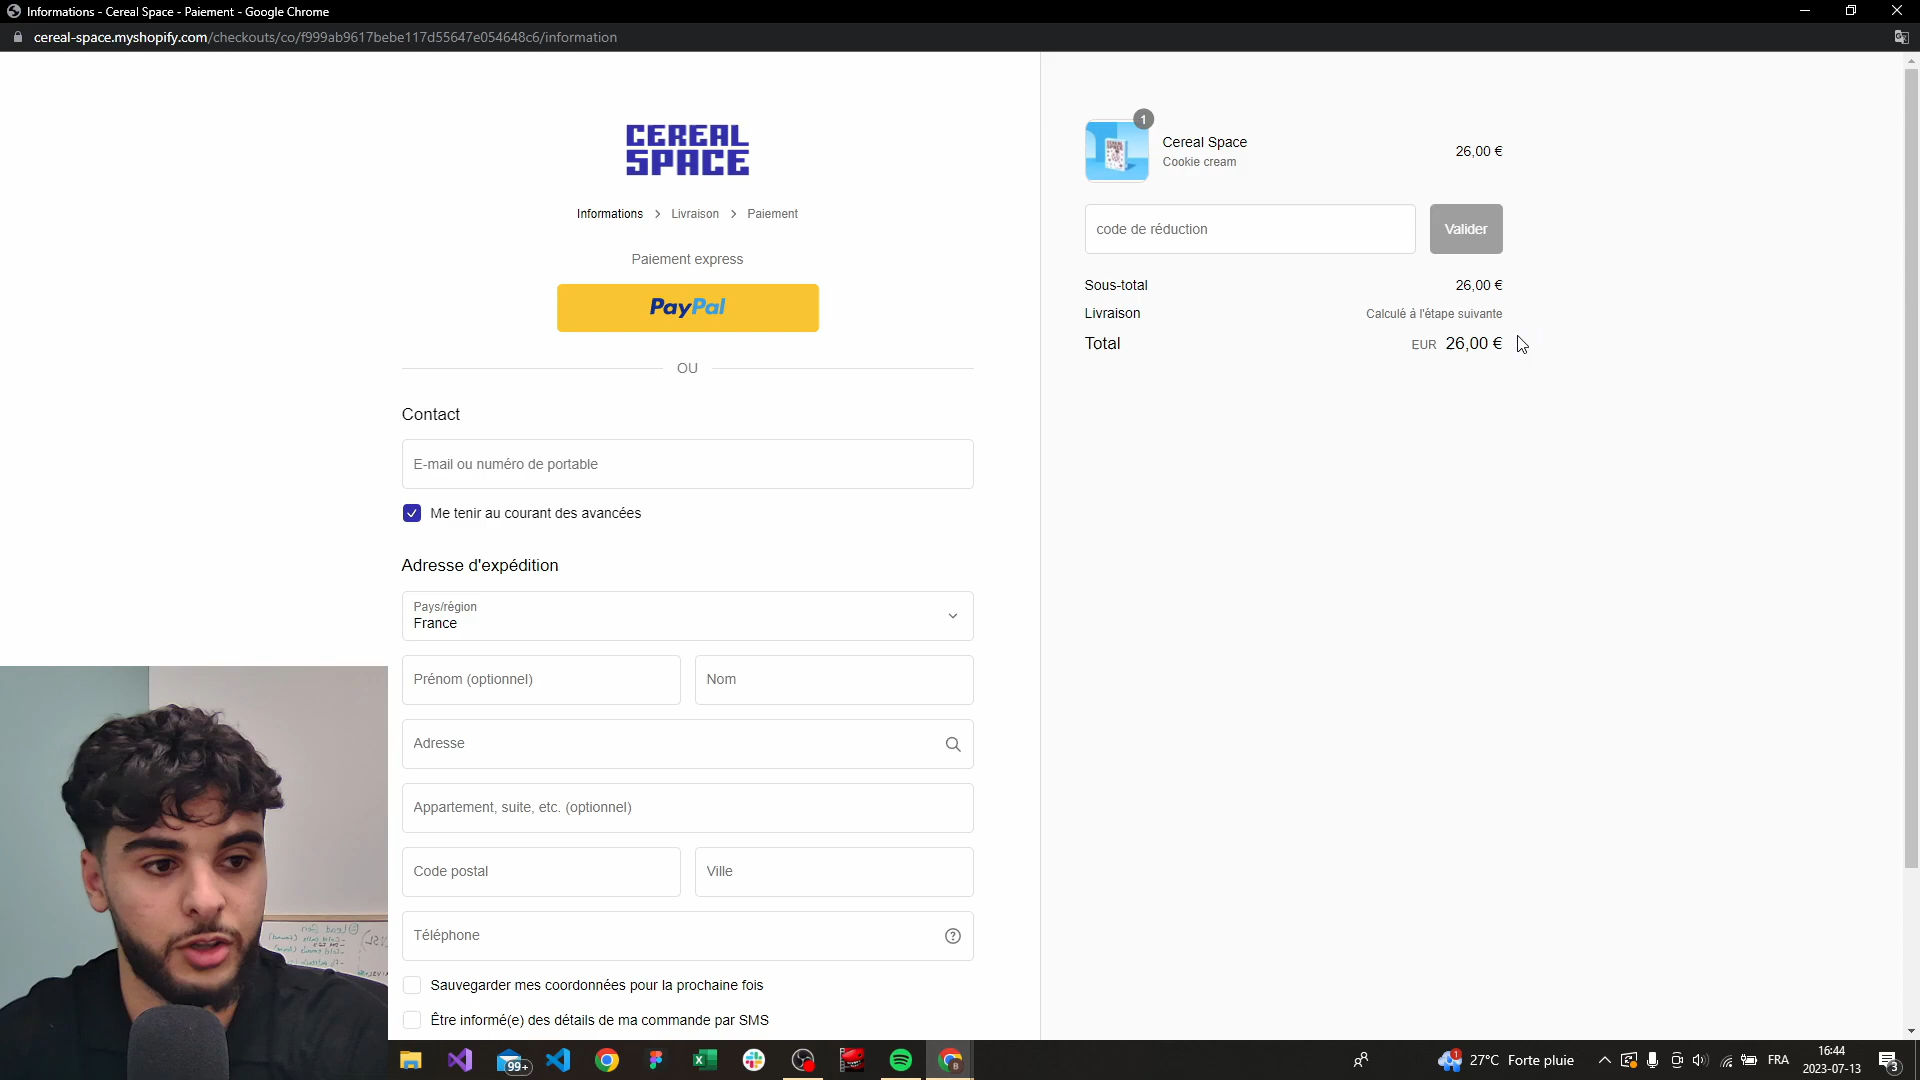 Informations - Cereal Space - Paiement - Google Chrome
cereal-space.myshopify.com/checkouts/co/f999ab9617bebe117d55647e054648c6/information
CEREAL
SPACE
Informations > Livraison > Paiement
Paiement express
PayPal
OU
Contact
E-mail ou numéro de portable
Me tenir au courant des avancées
Adresse d'expédition
Pays/région
France
Prénom (optionnel)
Nom
Adresse
Appartement, suite, etc. (optionnel)
Code postal
Ville
Téléphone
Sauvegarder mes coordonnées pour la prochaine fois
Être informé(e) des détails de ma commande par SMS
1
Cereal Space
Cookie cream
26,00 €
code de réduction
Valider
Sous-total
26,00 €
Livraison
Calculé à l'étape suivante
Total
EUR 26,00 €
99+
1
27°C Forte pluie
FRA
16:44
2023-07-13
3